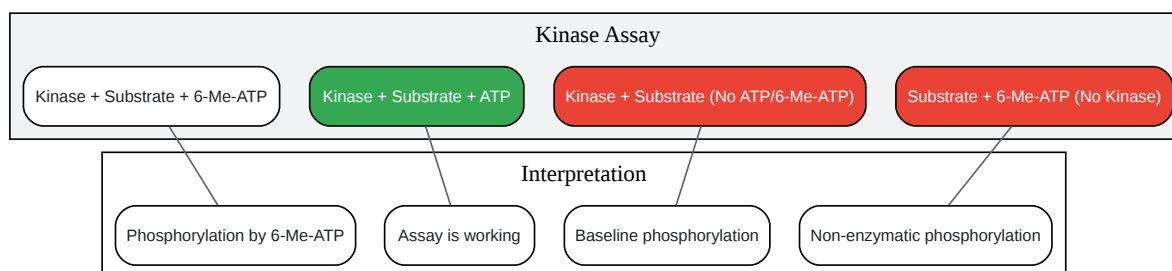 Kinase Assay
Kinase + Substrate + 6-Me-ATP
Kinase + Substrate + ATP
Kinase + Substrate (No ATP/6-Me-ATP)
Substrate + 6-Me-ATP (No Kinase)
Interpretation
Phosphorylation by 6-Me-ATP
Assay is working
Baseline phosphorylation
Non-enzymatic phosphorylation